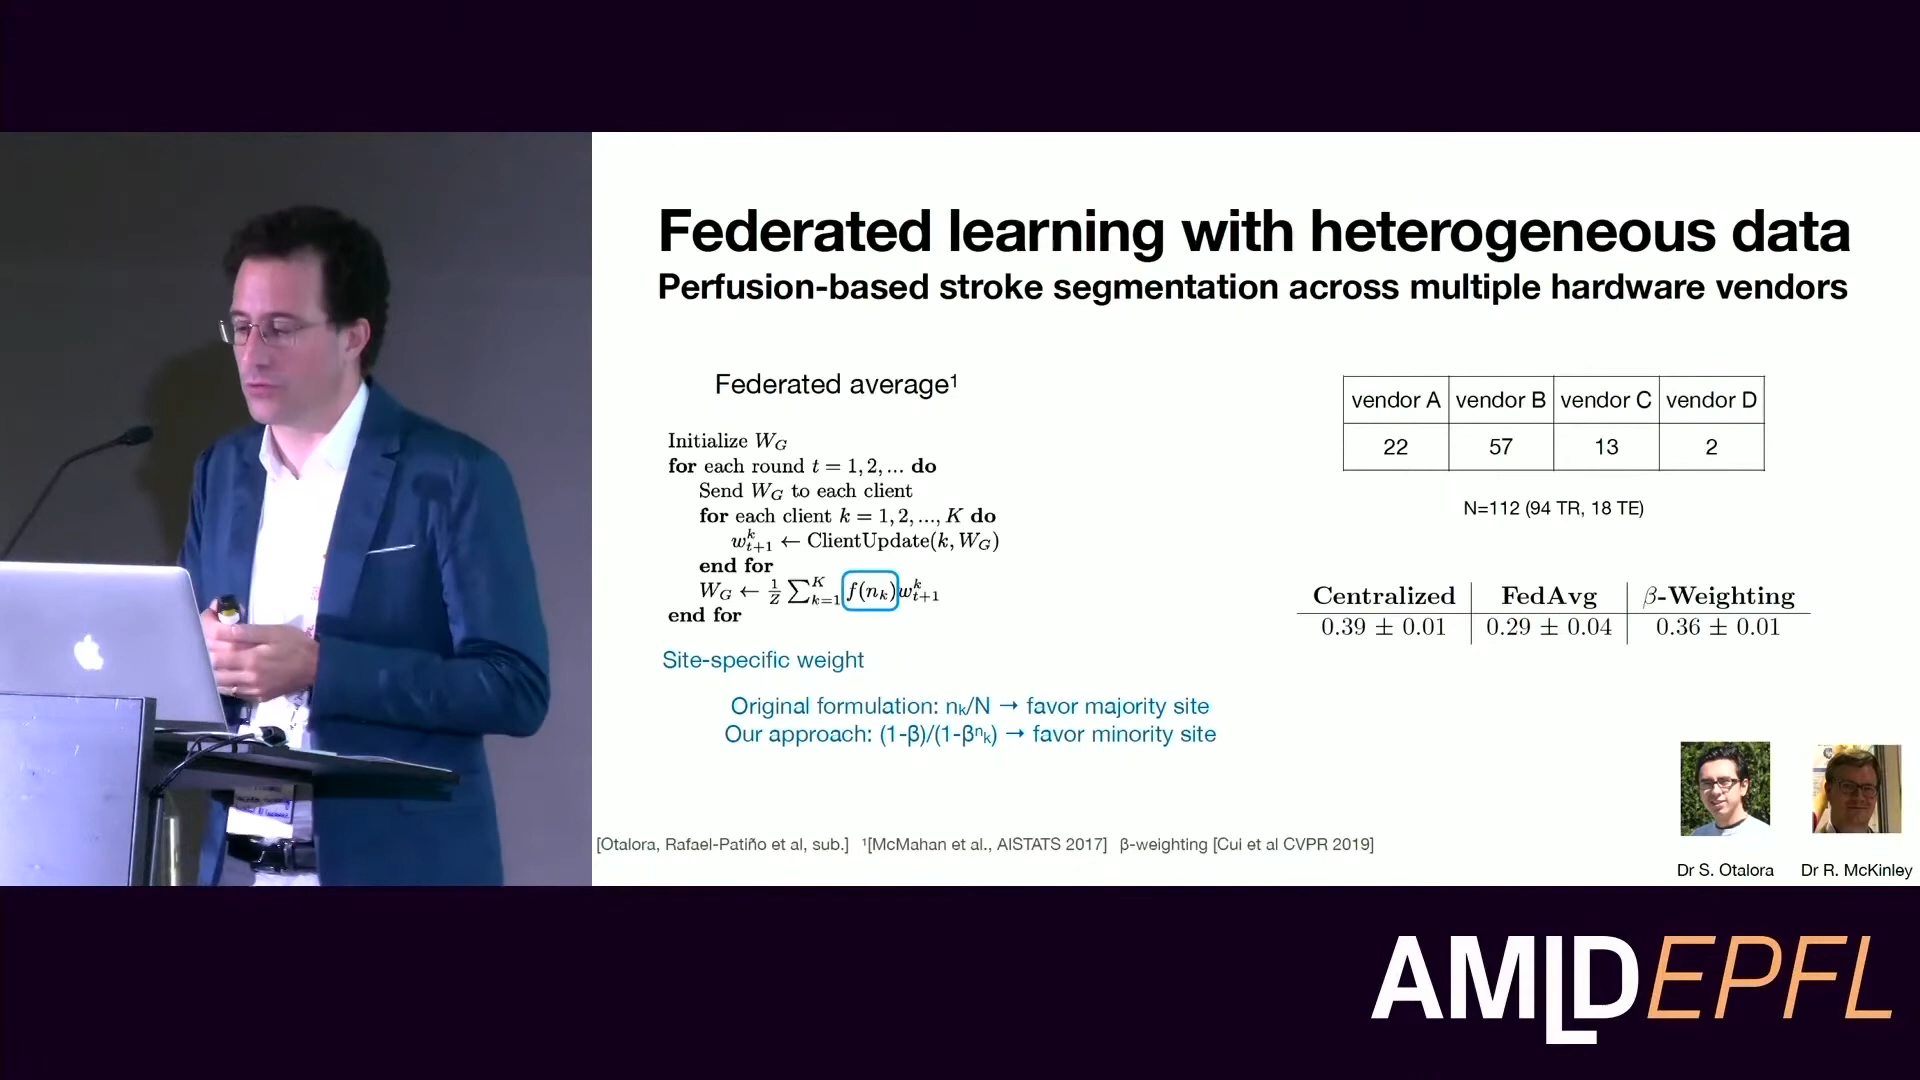 Federated learning with heterogeneous data
Perfusion-based stroke segmentation across multiple hardware vendors
Federated average¹
Initialize W_G
for each round t = 1, 2, ... do
Send W_G to each client
for each client k = 1, 2, ..., K do
w^k_{t+1} ← ClientUpdate(k, W_G)
end for
W_G ← 1/Z ∑^K_{k=1} f(n_k) w^k_{t+1}
end for
Site-specific weight
Original formulation: nₖ/N → favor majority site
Our approach: (1-β)/(1-β^{nₖ}) → favor minority site
vendor A vendor B vendor C vendor D
22 57 13 2
N=112 (94 TR, 18 TE)
Centralized FedAvg β-Weighting
0.39 ± 0.01 0.29 ± 0.04 0.36 ± 0.01
Dr S. Otalora Dr R. McKinley
[Otalora, Rafael-Patiño et al, sub.] ¹[McMahan et al., AISTATS 2017] β-weighting [Cui et al CVPR 2019]
AMLD EPFL